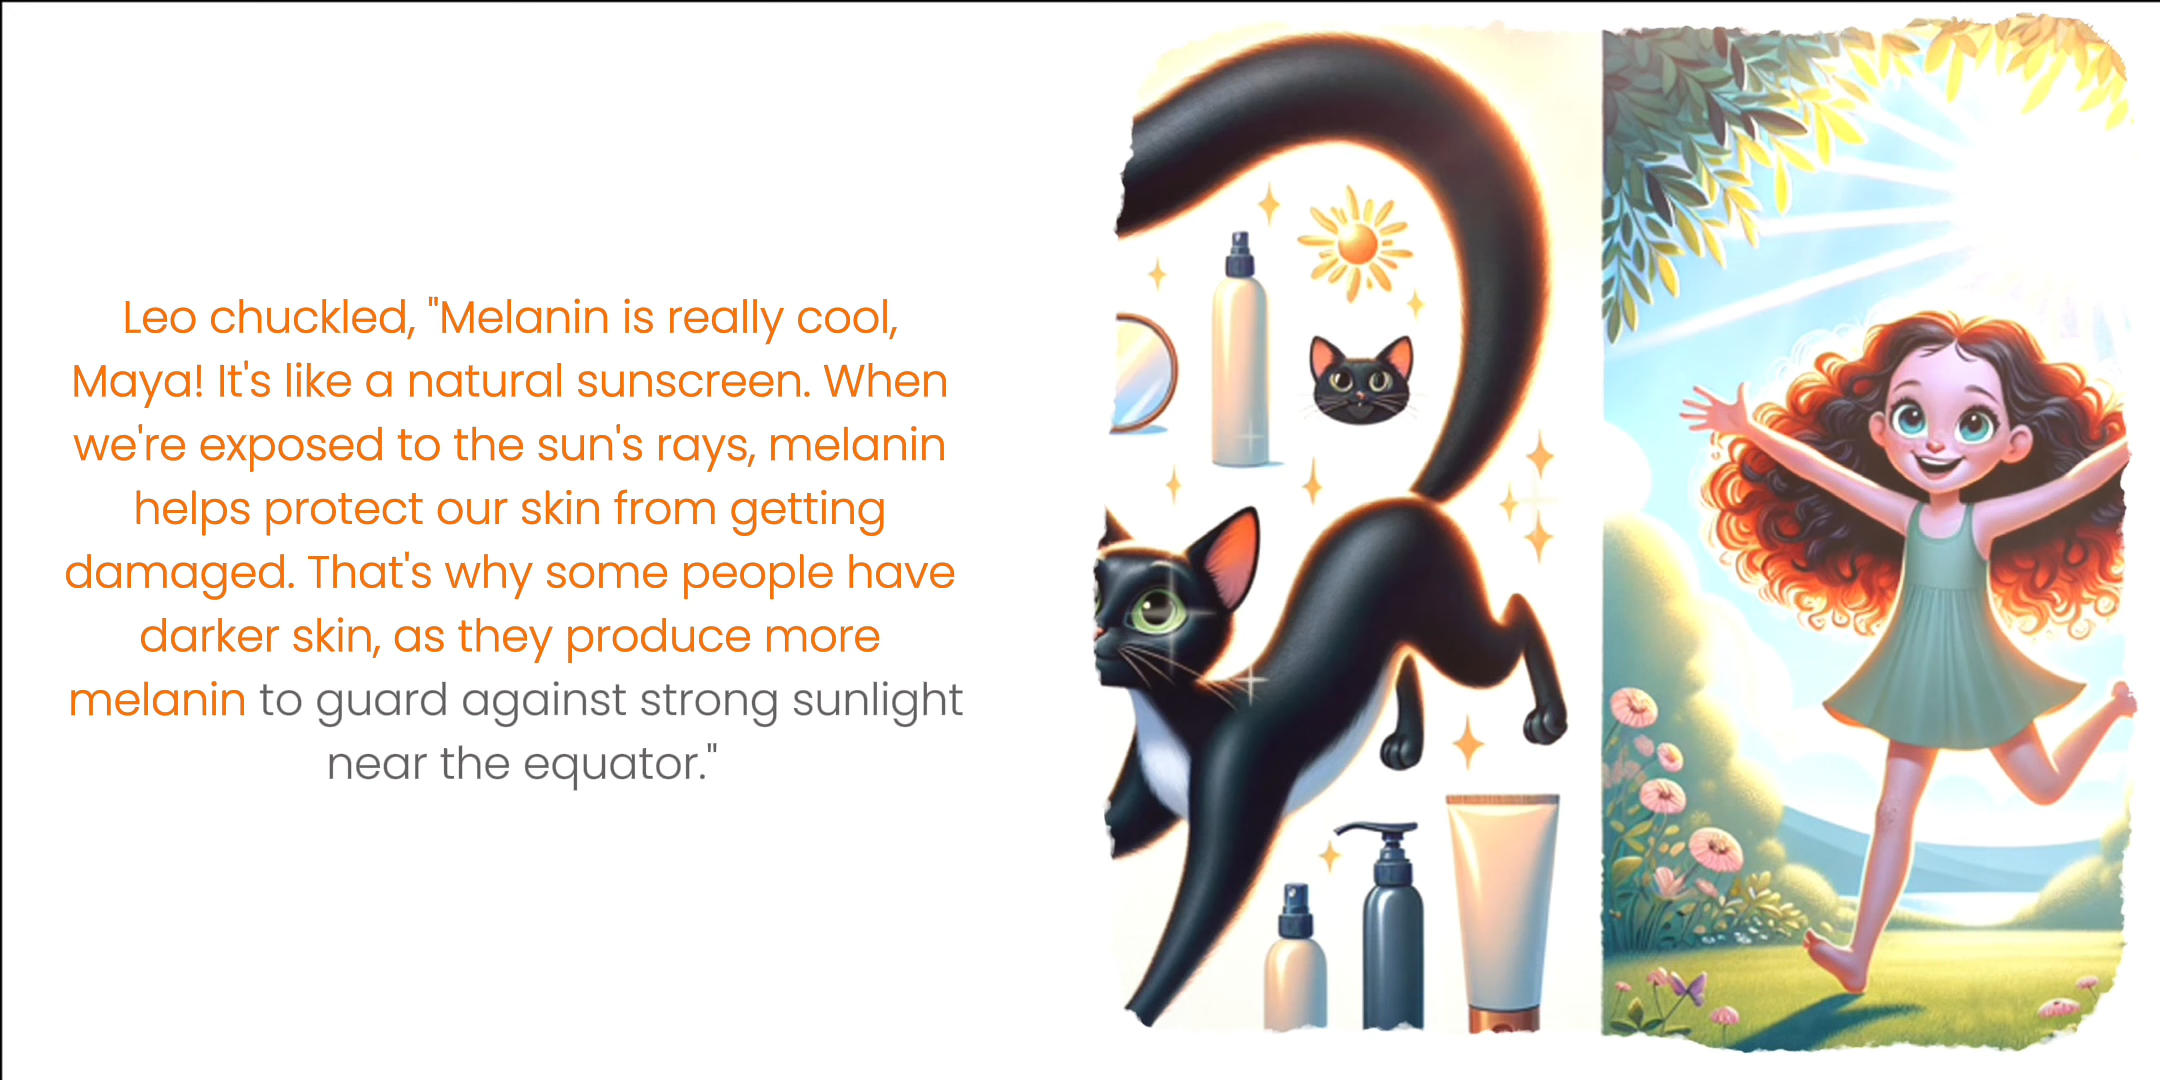 Leo chuckled, "Melanin is really cool,
Maya! It's like a natural sunscreen. When
we're exposed to the sun's rays, melanin
helps protect our skin from getting
damaged. That's why some people have
darker skin, as they produce more
melanin to guard against strong sunlight
near the equator."